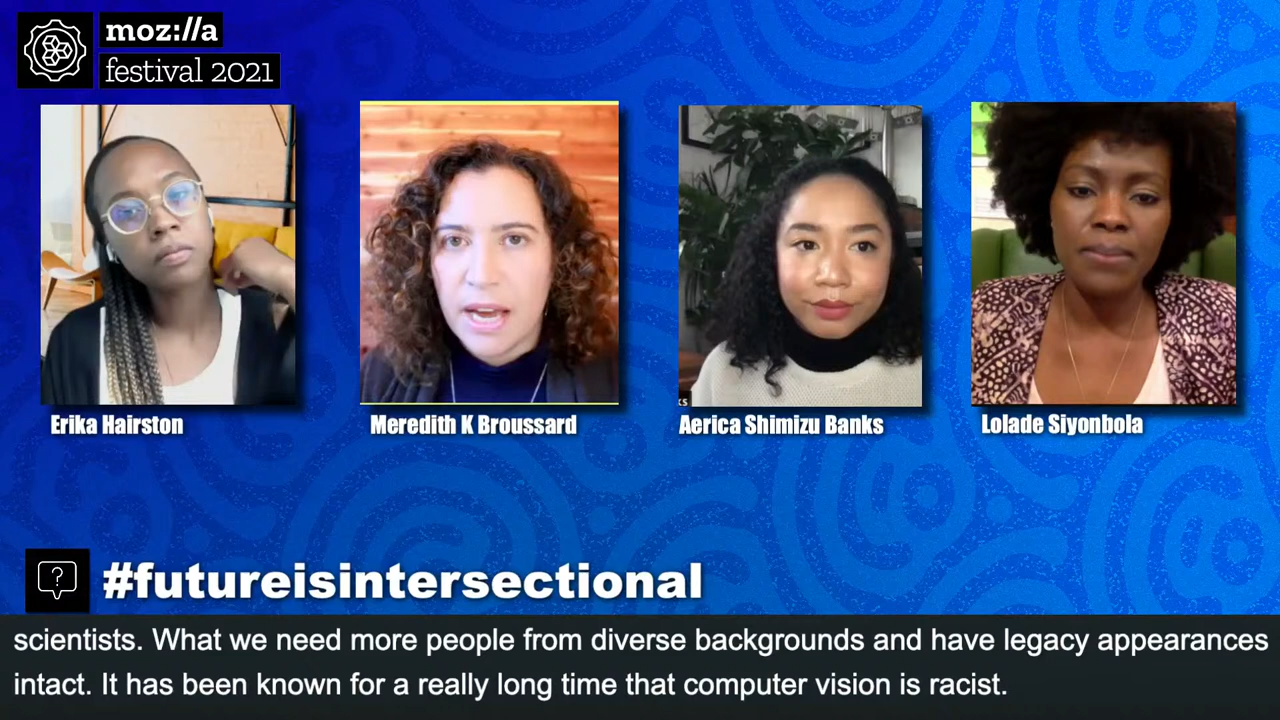 moz://a
festival 2021
Erika Hairston
Meredith K Broussard
Aerica Shimizu Banks
Lolade Siyonbola
#futureisintersectional
scientists. What we need more people from diverse backgrounds and have legacy appearances
intact. It has been known for a really long time that computer vision is racist.